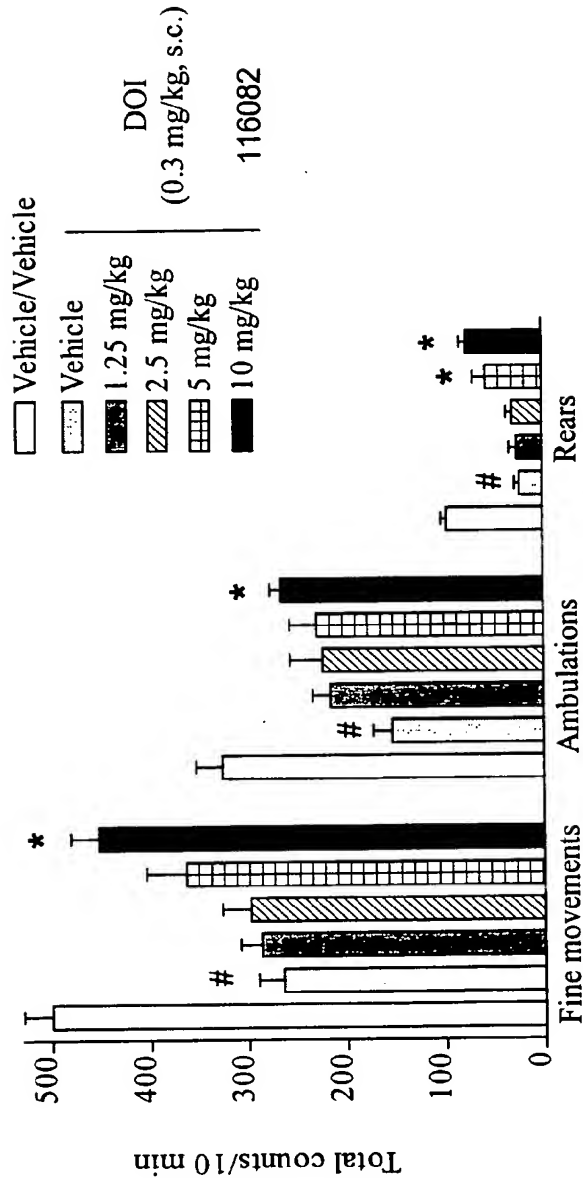 Vehicle/Vehicle
Vehicle
1.25 mg/kg
2.5 mg/kg
5 mg/kg
10 mg/kg
DOI
(0.3 mg/kg, s.c.)
116082
Total counts/10 min
500
400
300
200
100
0
#
*
#
*
#
*
*
Fine movements
Ambulations
Rears